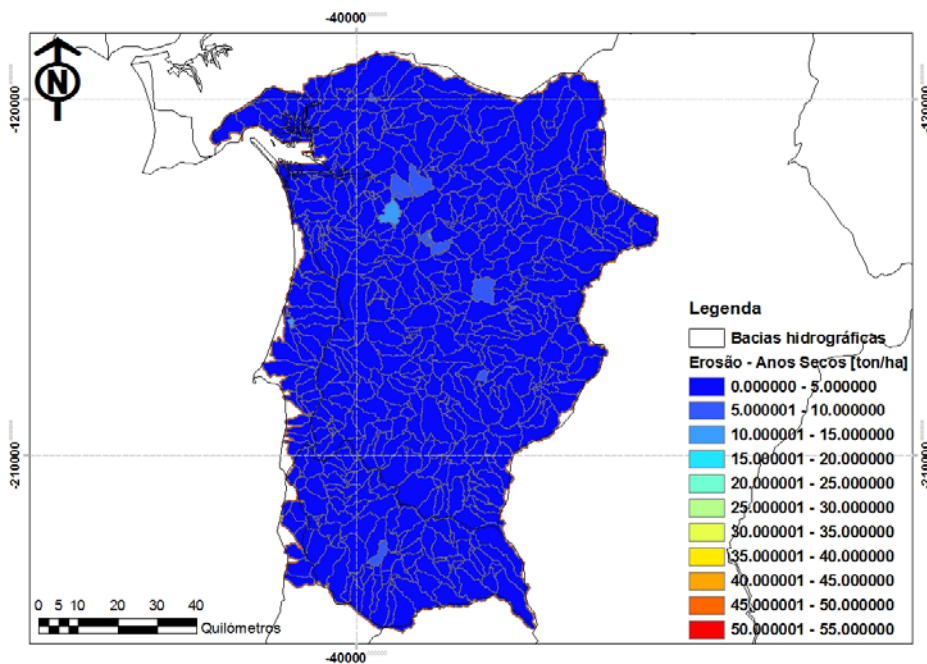 -40000
N
-120000
-120000
-210000
-210000
Legenda
Bacias hidrográficas
Erosão - Anos Secos [ton/ha]
0.000000 - 5.000000
5.000001 - 10.000000
10.000001 - 15.000000
15.000001 - 20.000000
20.000001 - 25.000000
25.000001 - 30.000000
30.000001 - 35.000000
35.000001 - 40.000000
40.000001 - 45.000000
45.000001 - 50.000000
50.000001 - 55.000000
0 5 10 20 30 40
Quilómetros
-40000